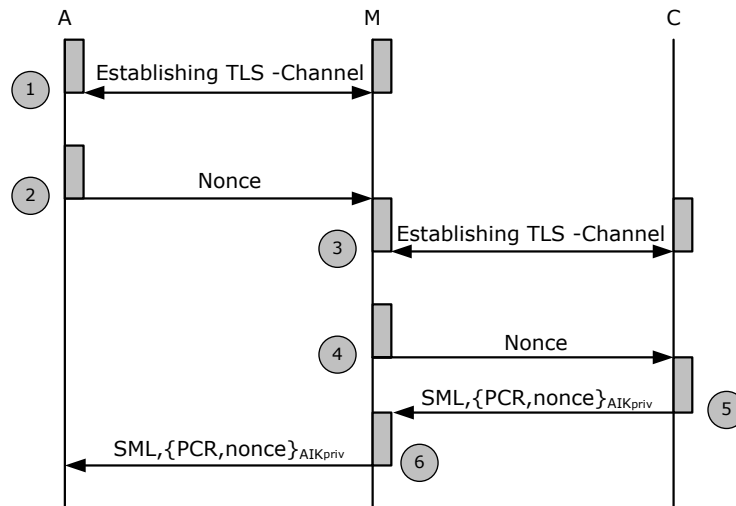 A M C
Establishing TLS -Channel
1
Nonce
2
Establishing TLS -Channel
3
Nonce
4
SML,{PCR,nonce}AIKpriv
5
SML,{PCR,nonce}AIKpriv
6